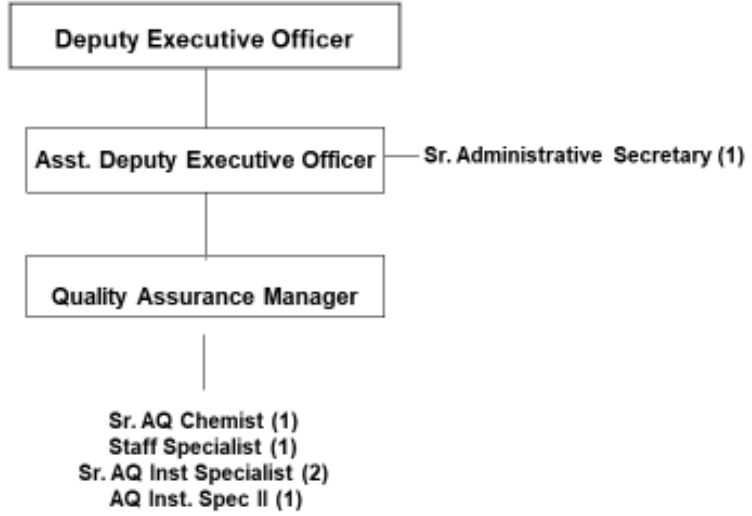 Deputy Executive Officer
Asst. Deputy Executive Officer
Sr. Administrative Secretary (1)
Quality Assurance Manager
Sr. AQ Chemist (1)
Staff Specialist (1)
Sr. AQ Inst Specialist (2)
AQ Inst. Spec II (1)